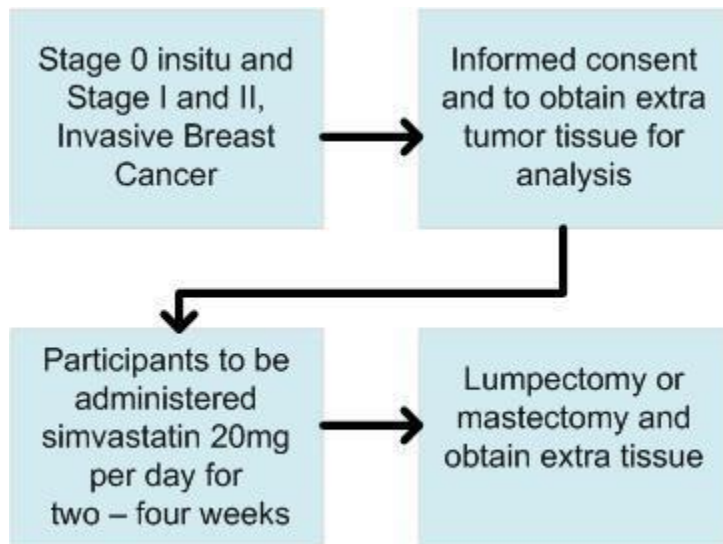 Stage 0 insitu and
Stage I and II,
Invasive Breast
Cancer
Informed consent
and to obtain extra
tumor tissue for
analysis
Participants to be
administered
simvastatin 20mg
per day for
two – four weeks
Lumpectomy or
mastectomy and
obtain extra tissue